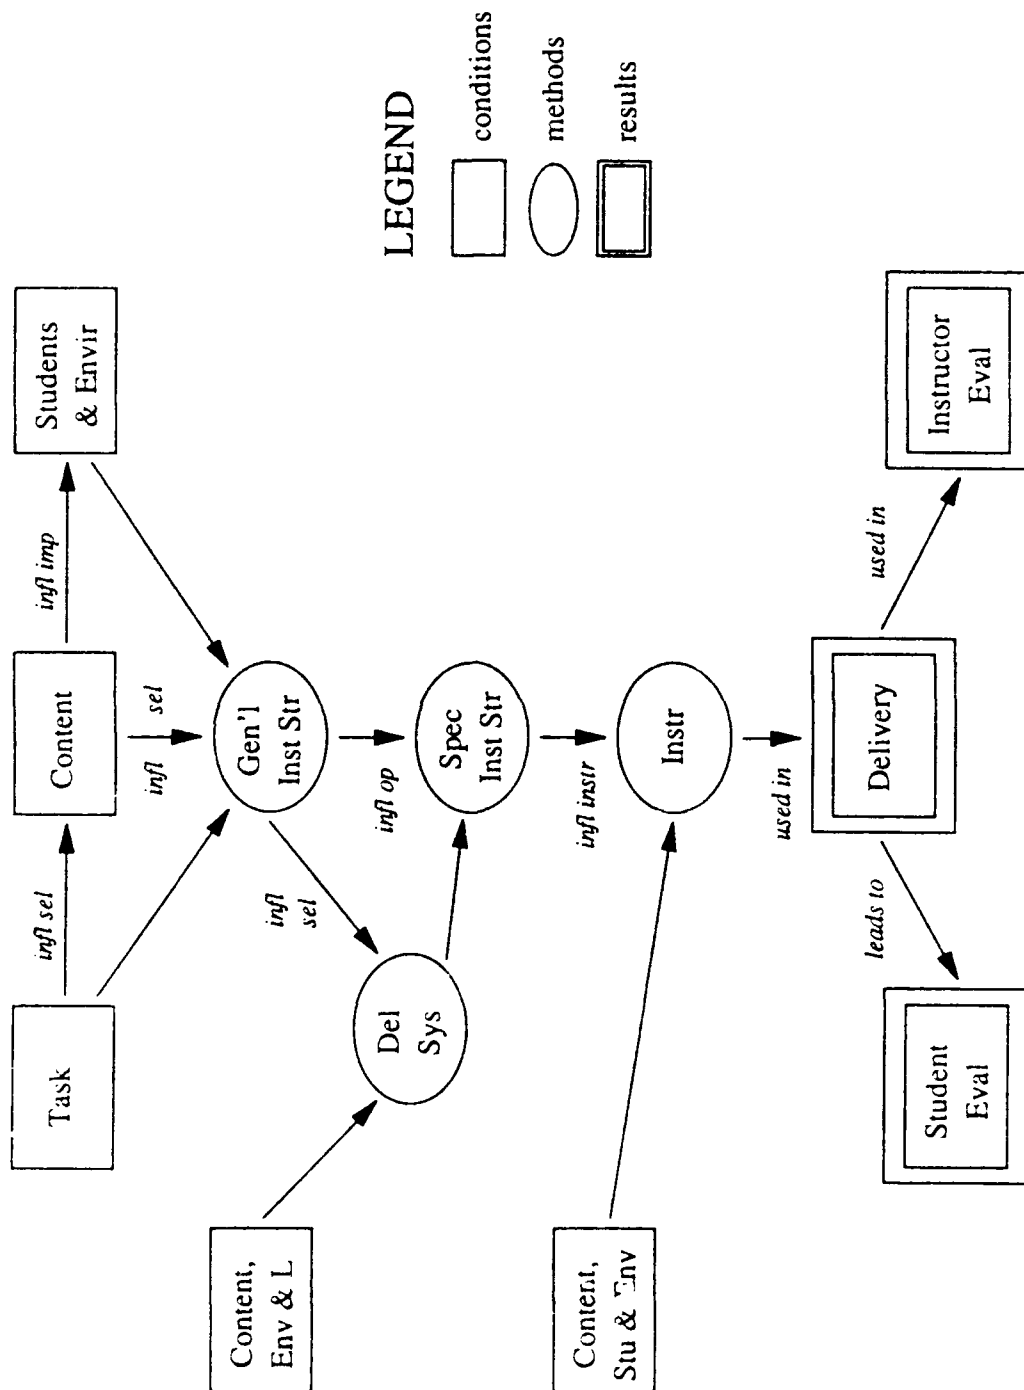 Task
infl sel
Content
infl imp
Students
& Envir
infl sel
Gen'l
Inst Str
infl
sel
Content,
Env & L
Del
Sys
infl op
Spec
Inst Str
infl instr
Content,
Stu & Env
Instr
used in
Delivery
leads to
used in
Student
Eval
Instructor
Eval
LEGEND
conditions
methods
results